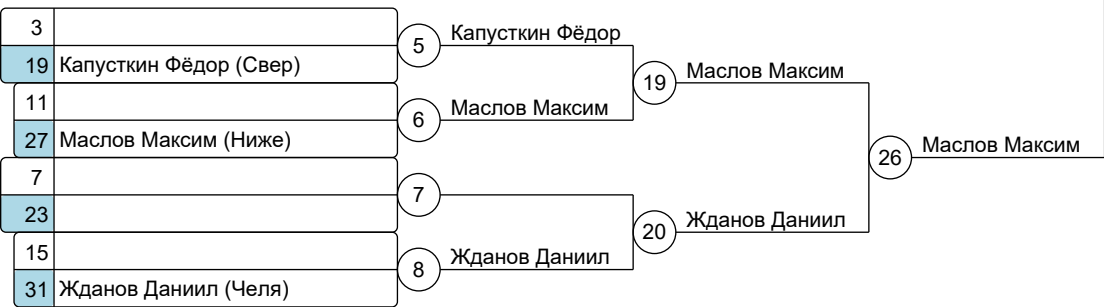 3
19 Капусткин Фёдор (Свер)
11
27 Маслов Максим (Ниже)
7
23
15
31 Жданов Даниил (Челя)
5
6
7
8
Капусткин Фёдор
Маслов Максим
Жданов Даниил
19
20
Маслов Максим
Жданов Даниил
26
Маслов Максим